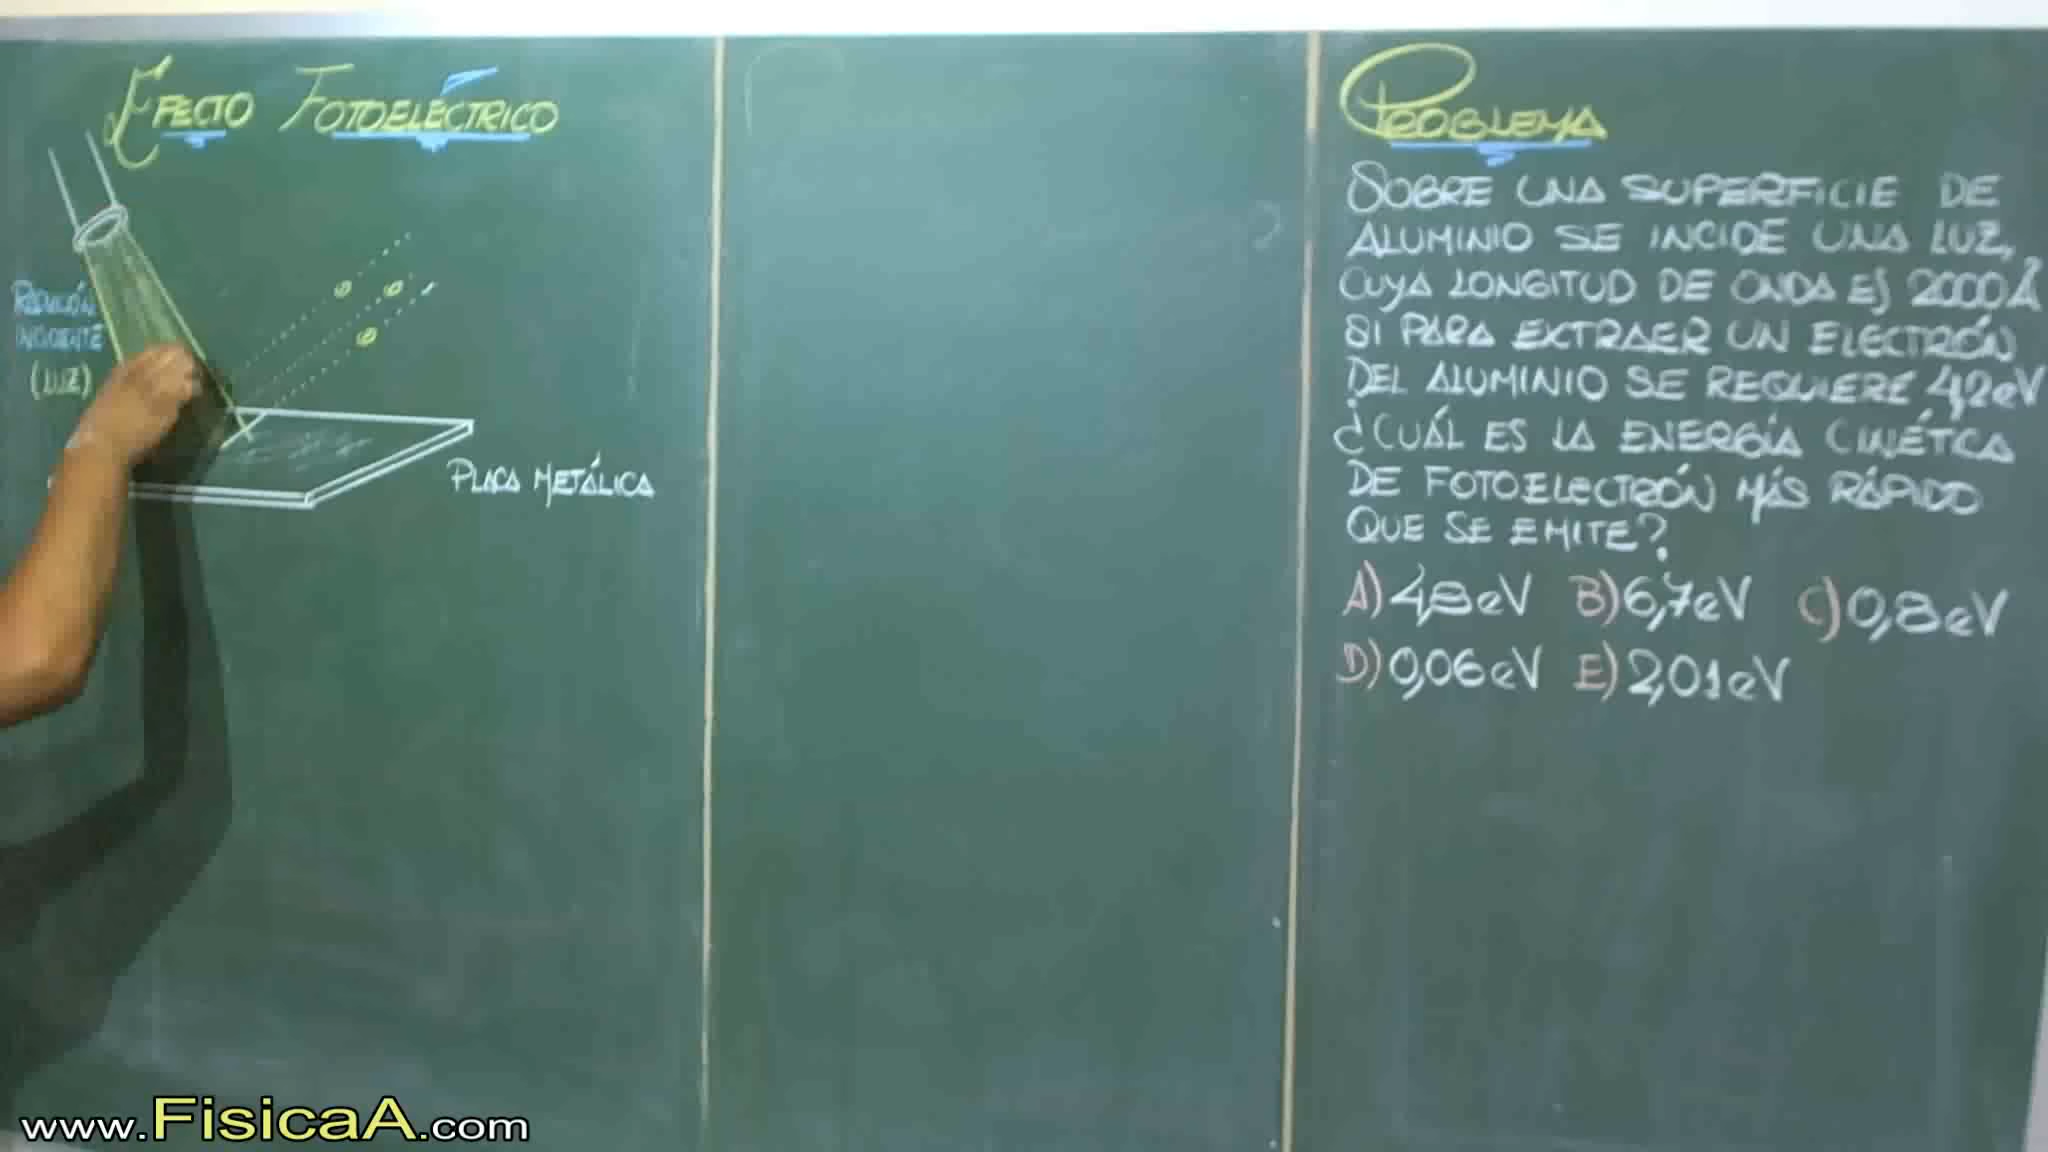 EFECTO FOTOELÉCTRICO
RADIACIÓN
INCIDENTE
(LUZ)
PLACA METÁLICA
PROBLEMA
SOBRE UNA SUPERFICIE DE
ALUMINIO SE INCIDE UNA LUZ,
CUYA LONGITUD DE ONDA ES 2000Å
SI PARA EXTRAER UN ELECTRÓN
DEL ALUMINIO SE REQUIERE 4,2eV
¿CUÁL ES LA ENERGÍA CINÉTICA
DE FOTOELECTRÓN MÁS RÁPIDO
QUE SE EMITE?
A) 4,8eV B) 6,7eV C) 0,8eV
D) 0,06eV E) 2,01eV
www.FisicaA.com